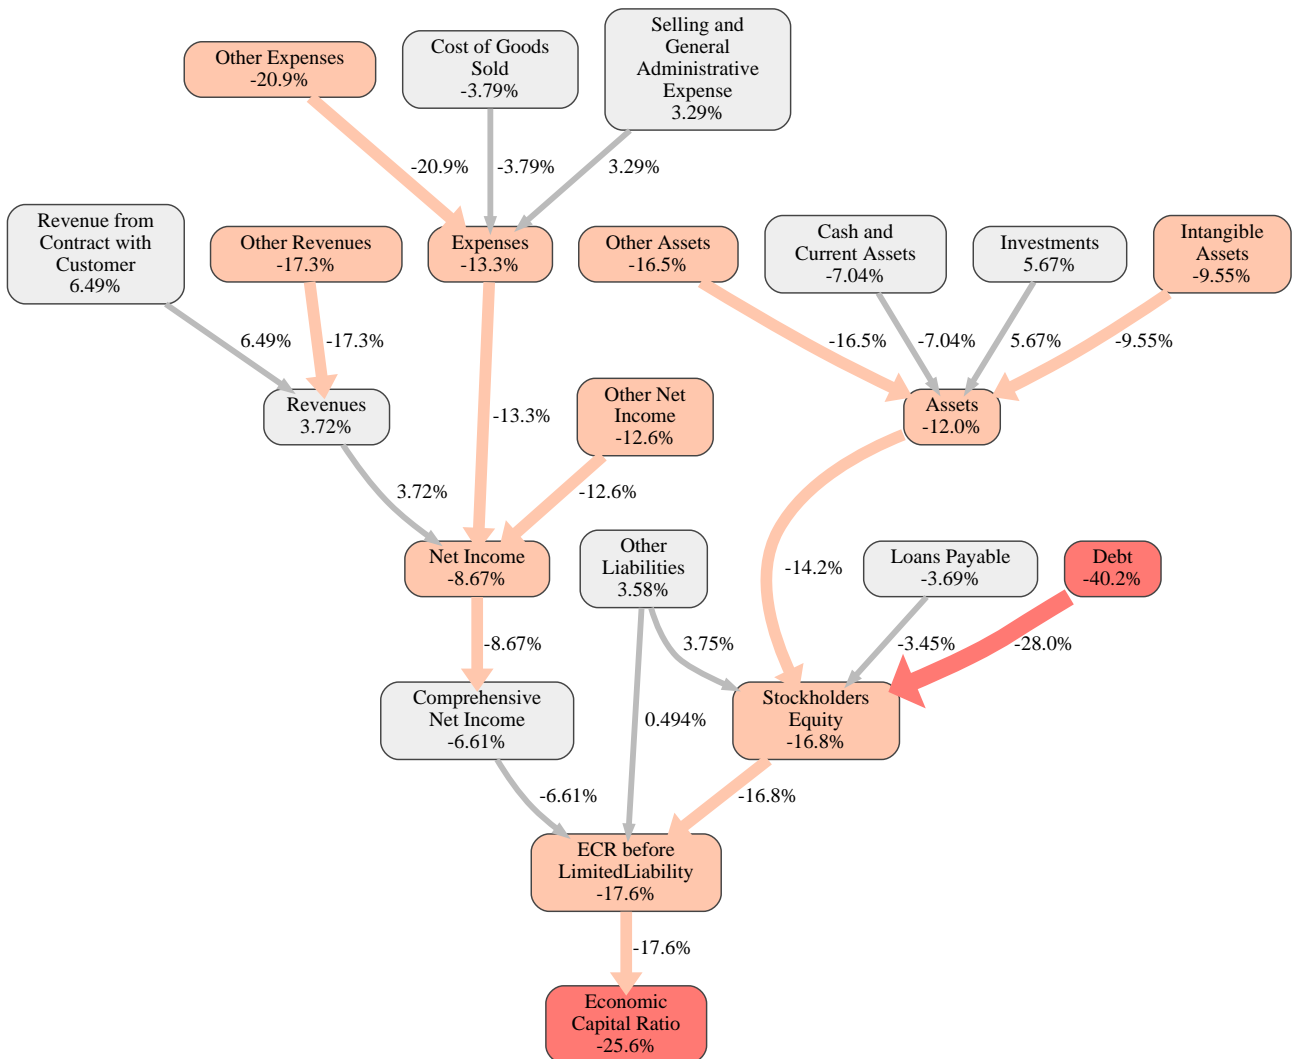 Other Expenses
-20.9%
Cost of Goods
Sold
-3.79%
Selling and
General
Administrative
Expense
3.29%
-20.9%
-3.79%
3.29%
Revenue from
Contract with
Customer
6.49%
Other Revenues
-17.3%
Expenses
-13.3%
Other Assets
-16.5%
Cash and
Current Assets
-7.04%
Investments
5.67%
Intangible
Assets
-9.55%
6.49%
-17.3%
-16.5%
-7.04%
5.67%
-9.55%
Revenues
3.72%
-13.3%
Other Net
Income
-12.6%
Assets
-12.0%
3.72%
-12.6%
Net Income
-8.67%
Other
Liabilities
3.58%
-14.2%
Loans Payable
-3.69%
Debt
-40.2%
-8.67%
3.75%
-3.45%
-28.0%
Comprehensive
Net Income
-6.61%
0.494%
Stockholders
Equity
-16.8%
-6.61%
-16.8%
ECR before
LimitedLiability
-17.6%
-17.6%
Economic
Capital Ratio
-25.6%